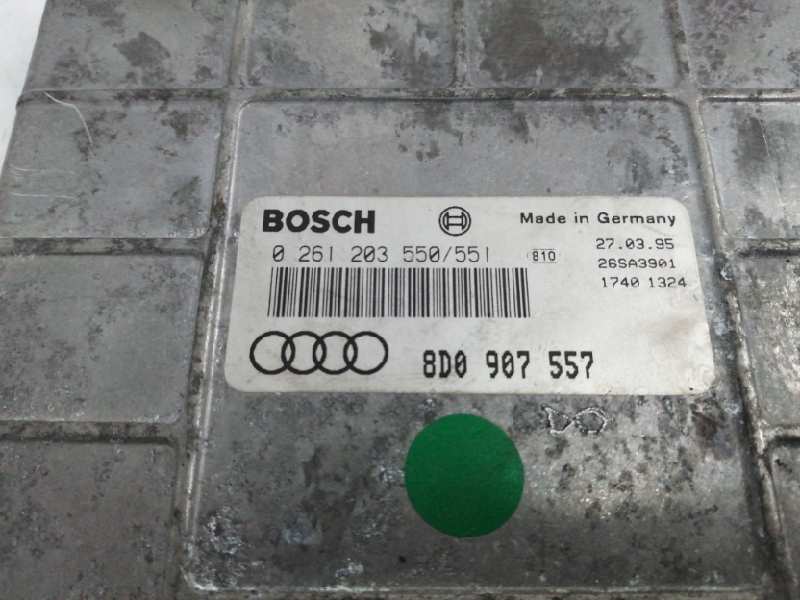 BOSCH
Made in Germany
0 261 203 550/551
810
27.03.95
26SA3901
1740 1324
8D0 907 557